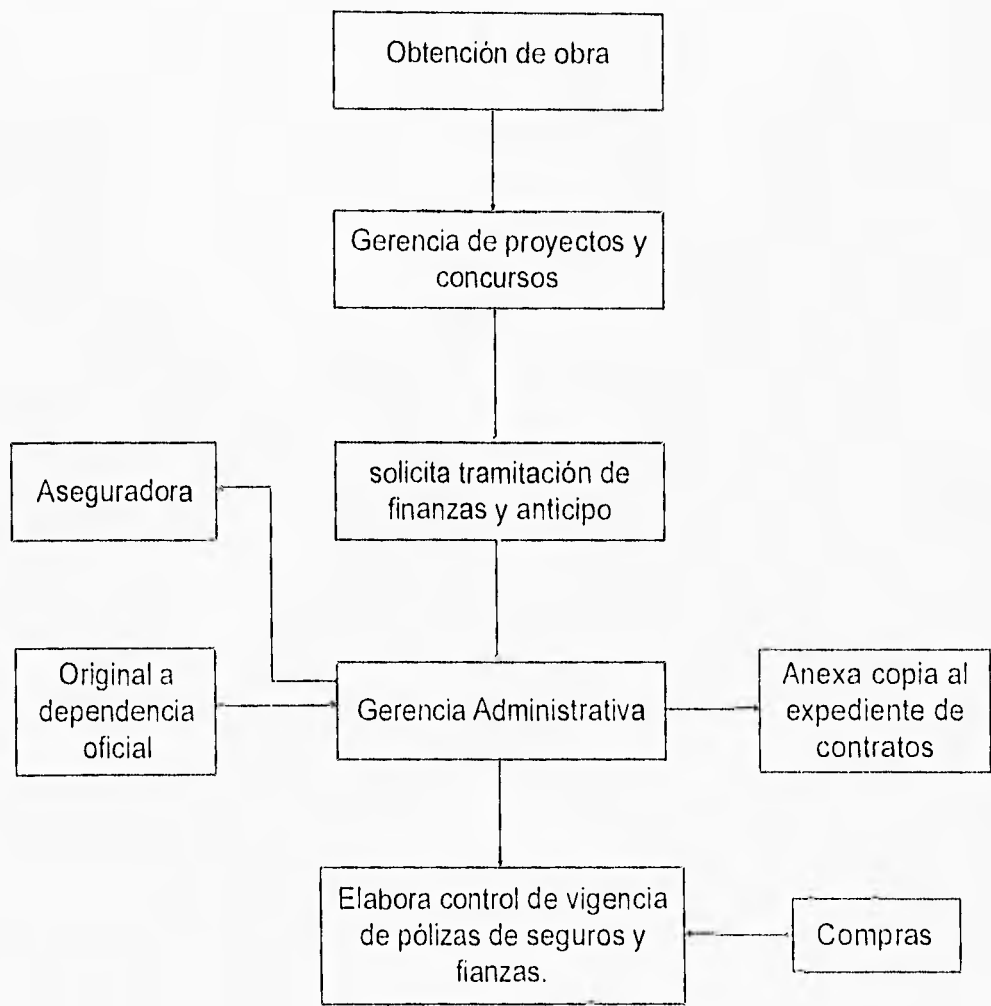 Obtención de obra
Gerencia de proyectos y
concursos
solicita tramitación de
finanzas y anticipo
Aseguradora
Original a
dependencia
oficial
Gerencia Administrativa
Anexa copia al
expediente de
contratos
Elabora control de vigencia
de pólizas de seguros y
fianzas.
Compras